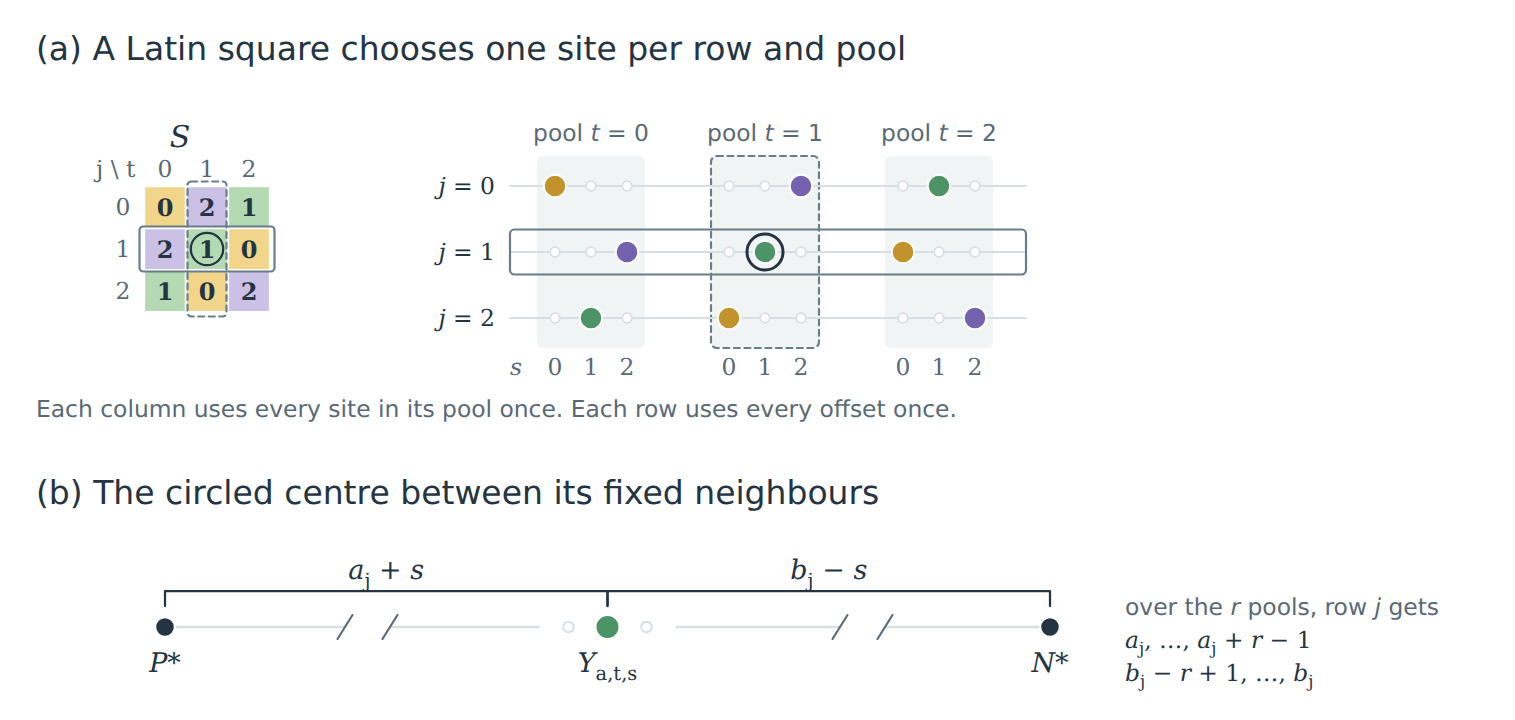 (a) A Latin square chooses one site per row and pool
S
j \ t 0 1 2
0 0 2 1
1 2 1 0
2 1 0 2
pool t = 0 pool t = 1 pool t = 2
j = 0
j = 1
j = 2
s 0 1 2 0 1 2 0 1 2
Each column uses every site in its pool once. Each row uses every offset once.
(b) The circled centre between its fixed neighbours
aj + s bj − s
P* Ya,t,s N*
over the r pools, row j gets
aj, …, aj + r − 1
bj − r + 1, …, bj